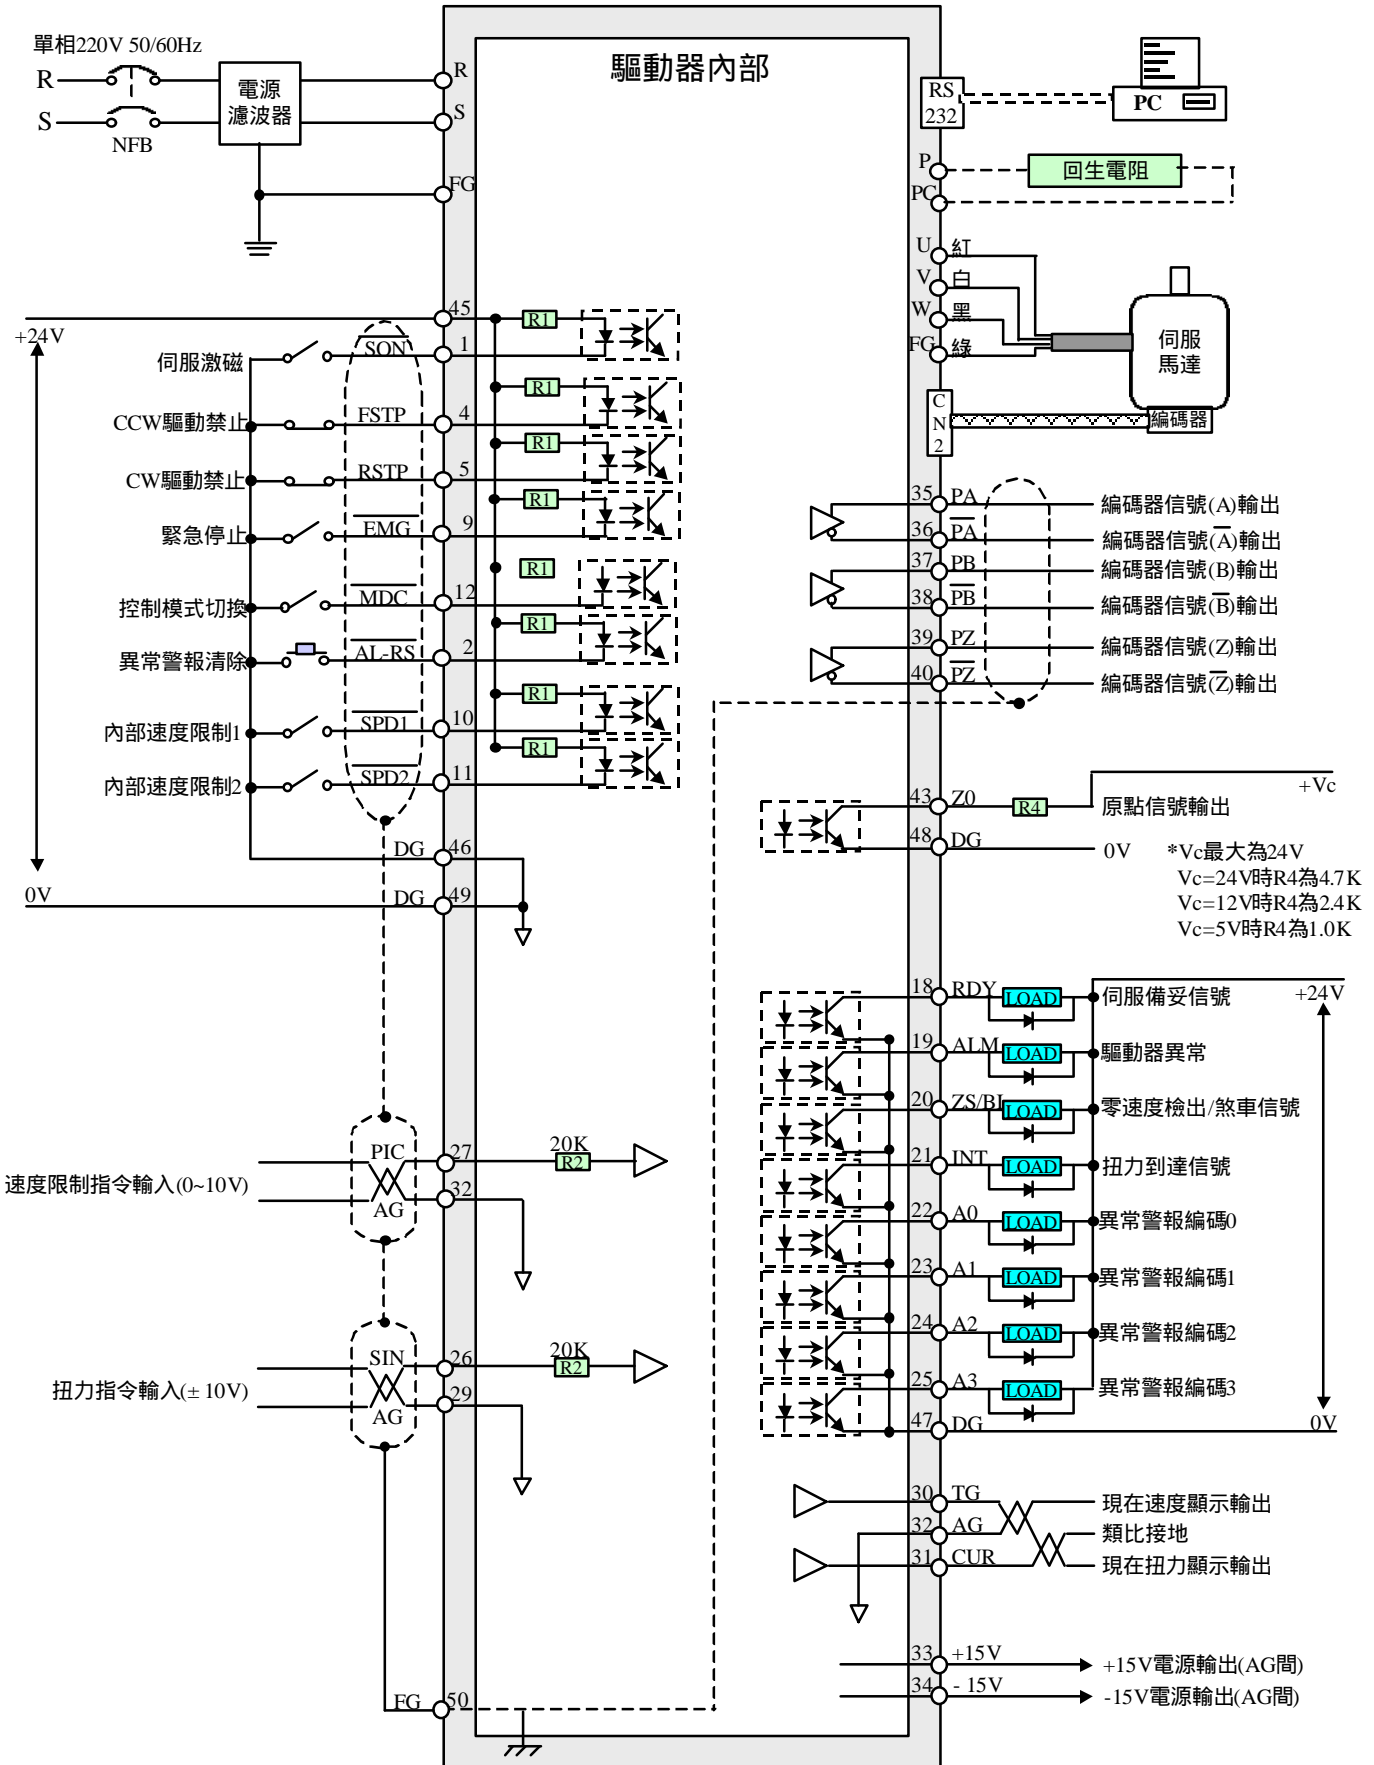 驅動器內部
單相220V 50/60Hz
R
S
NFB
電源
濾波器
R
S
FG
RS
232
PC
P
PC
回生電阻
U 紅
V 白
W 黑
FG 綠
伺服
馬達
C
N
2
編碼器
+24V
0V
45
R1
伺服激磁 SON 1
R1
CCW驅動禁止 FSTP 4
R1
CW驅動禁止 RSTP 5
R1
緊急停止 EMG 9
R1
控制模式切換 MDC 12
R1
異常警報清除 AL-RS 2
R1
內部速度限制1 SPD1 10
R1
內部速度限制2 SPD2 11
DG 46
DG 49
35 PA 編碼器信號(A)輸出
36 P̅A̅ 編碼器信號(A̅)輸出
37 PB 編碼器信號(B)輸出
38 P̅B̅ 編碼器信號(B̅)輸出
39 PZ 編碼器信號(Z)輸出
40 P̅Z̅ 編碼器信號(Z̅)輸出
+Vc
43 Z0 R4 原點信號輸出
48 DG 0V
*Vc最大為24V
Vc=24V時R4為4.7K
Vc=12V時R4為2.4K
Vc=5V時R4為1.0K
+24V
18 RDY LOAD 伺服備妥信號
19 ALM LOAD 驅動器異常
20 ZS/BI LOAD 零速度檢出/煞車信號
21 INT LOAD 扭力到達信號
22 A0 LOAD 異常警報編碼0
23 A1 LOAD 異常警報編碼1
24 A2 LOAD 異常警報編碼2
25 A3 LOAD 異常警報編碼3
47 DG 0V
速度限制指令輸入(0~10V)
PIC 27 20K R2
AG 32
扭力指令輸入(± 10V)
SIN 26 20K R2
AG 29
30 TG 現在速度顯示輸出
32 AG 類比接地
31 CUR 現在扭力顯示輸出
33 +15V +15V電源輸出(AG間)
34 - 15V -15V電源輸出(AG間)
FG 50